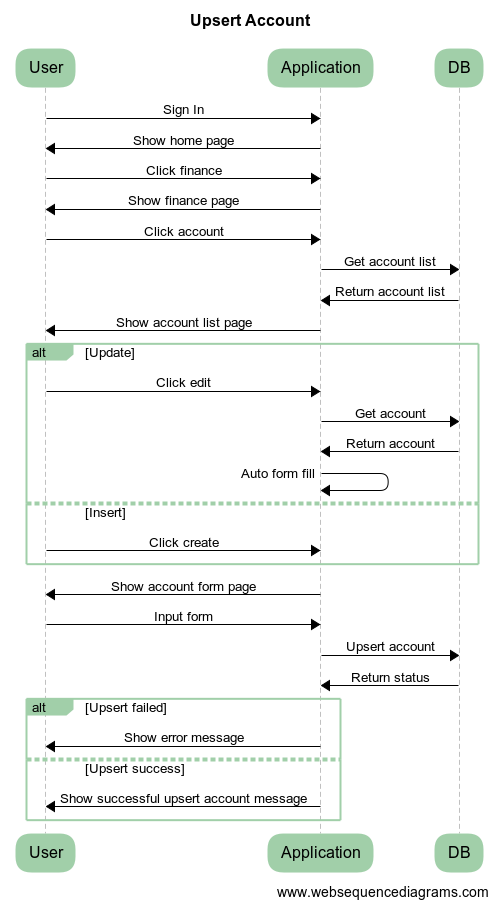 Upsert Account
User Application DB
Sign In
Show home page
Click finance
Show finance page
Click account
Get account list
Return account list
Show account list page
alt [Update]
Click edit
Get account
Return account
Auto form fill
[Insert]
Click create
Show account form page
Input form
Upsert account
Return status
alt [Upsert failed]
Show error message
[Upsert success]
Show successful upsert account message
User Application DB
www.websequencediagrams.com